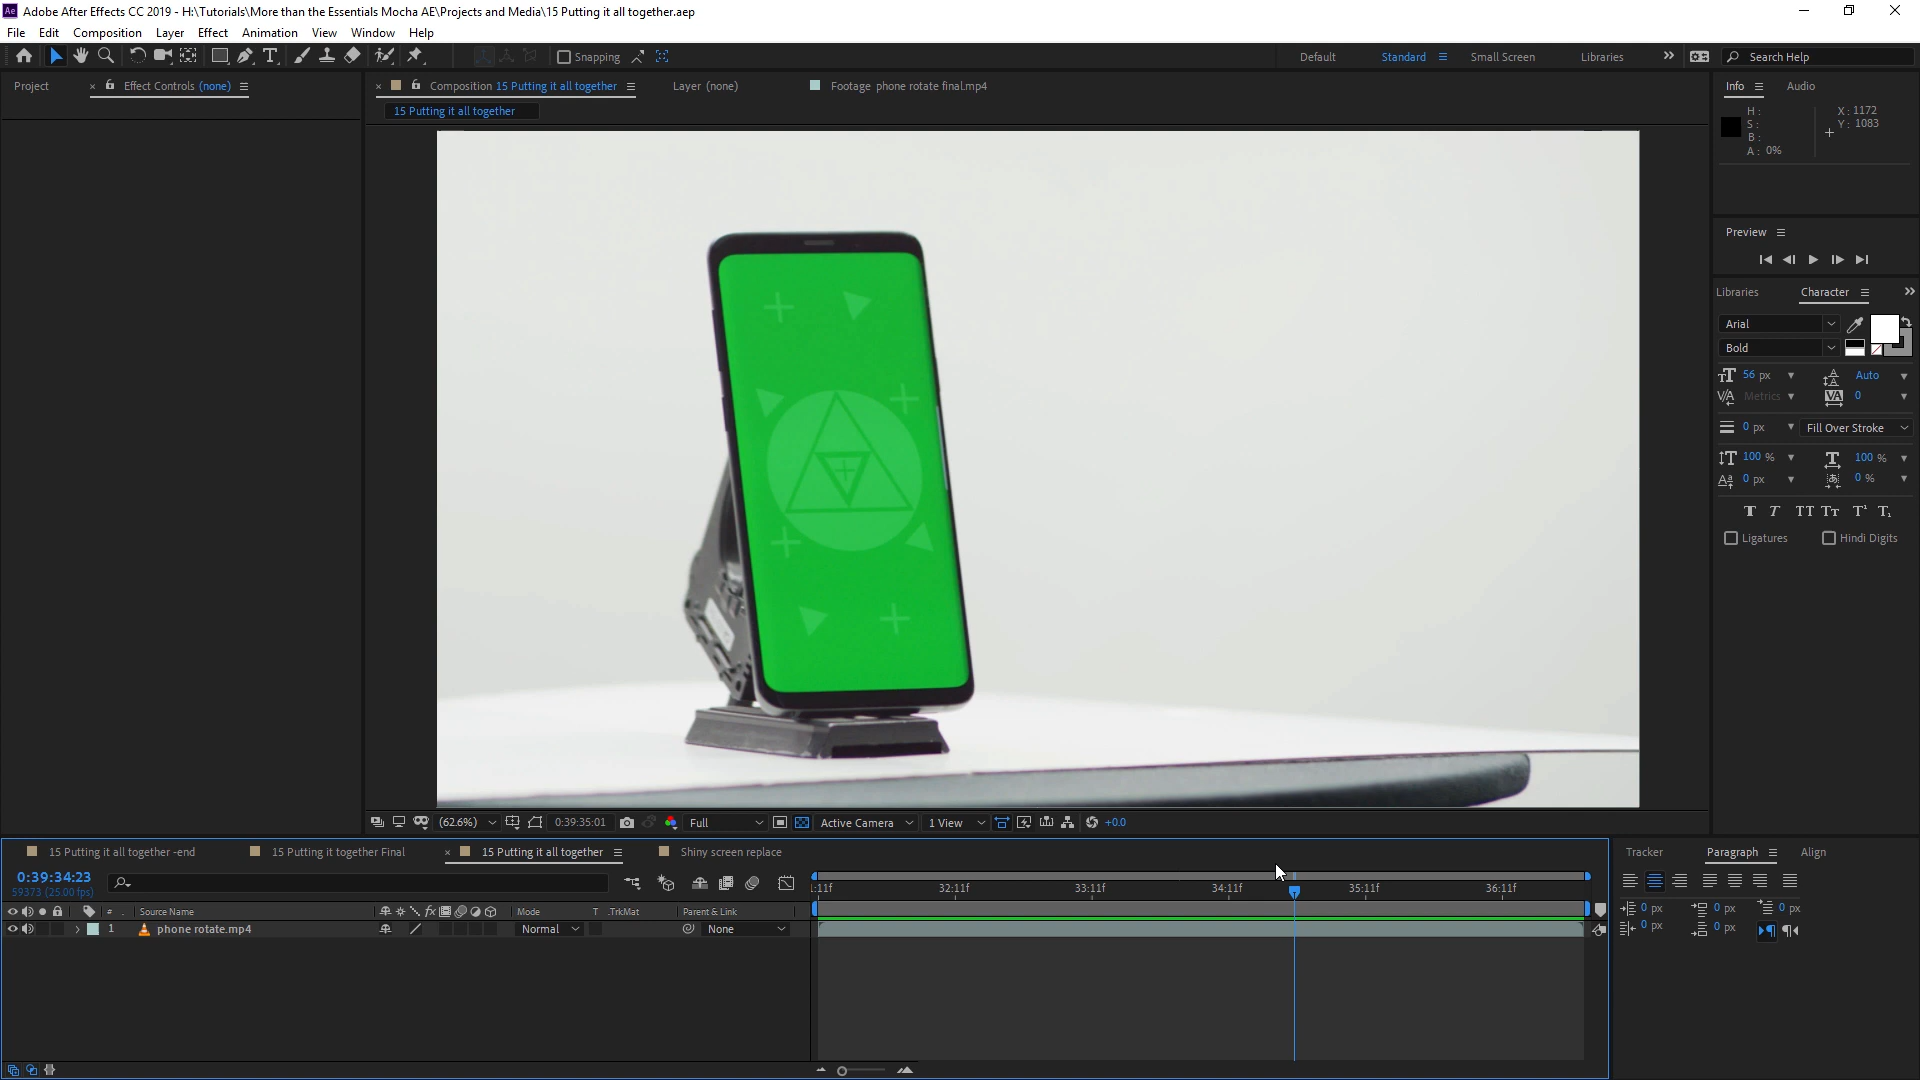 Ae Adobe After Effects CC 2019 - H:\Tutorials\More than the Essentials Mocha AE\Projects and Media\15 Putting it all together.aep
File Edit Composition Layer Effect Animation View Window Help
Snapping Default Standard Small Screen Libraries Search Help
Project Effect Controls (none) Composition 15 Putting it all together Layer (none) Footage phone rotate final.mp4 Info Audio
15 Putting it all together
H: X: 1172
S: Y: 1083
B:
A: 0%
Preview
Libraries Character
Arial
Bold
56 px Auto
Metrics 0
0 px Fill Over Stroke
100 % 100 %
0 px 0 %
Ligatures Hindi Digits
(62.6%) 0:39:35:01 Full Active Camera 1 View +0.0
15 Putting it all together -end 15 Putting it together Final 15 Putting it all together Shiny screen replace Tracker Paragraph Align
0:39:34:23
59373 (25.00 fps)
1:11f 32:11f 33:11f 34:11f 35:11f 36:11f
# Source Name Mode T .TrkMat Parent & Link
1 phone rotate.mp4 Normal None
0 px 0 px 0 px
0 px 0 px